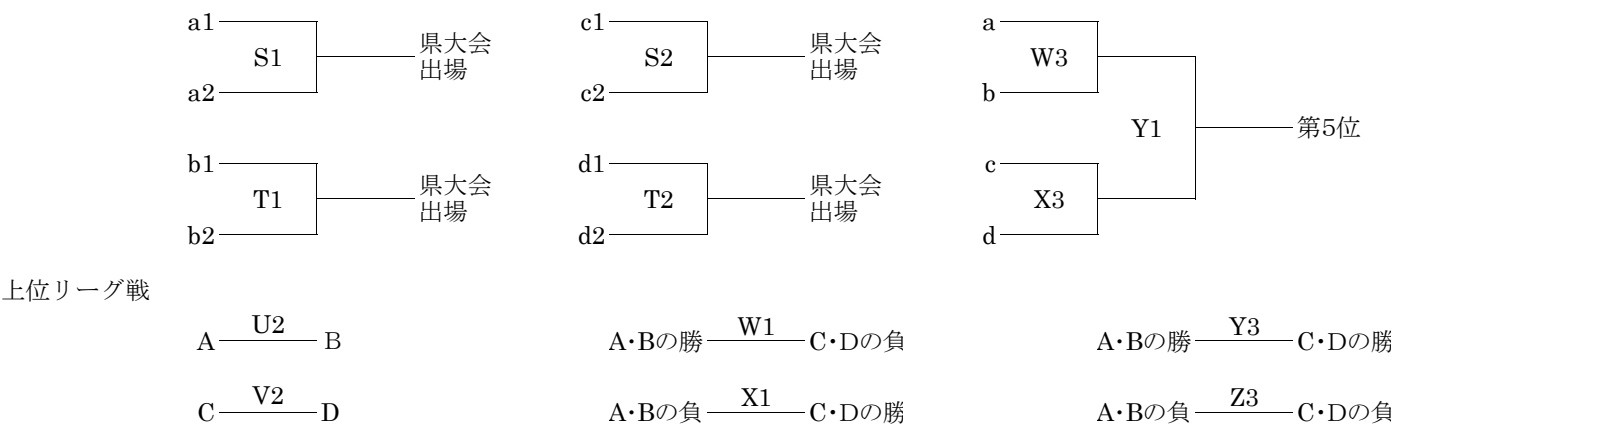 a1
S1
a2
県大会
出場
b1
T1
b2
県大会
出場
c1
S2
c2
県大会
出場
d1
T2
d2
県大会
出場
a
W3
b
Y1
第5位
c
X3
d
上位リーグ戦
A U2 B
A・Bの勝 W1 C・Dの負
A・Bの勝 Y3 C・Dの勝
C V2 D
A・Bの負 X1 C・Dの勝
A・Bの負 Z3 C・Dの負